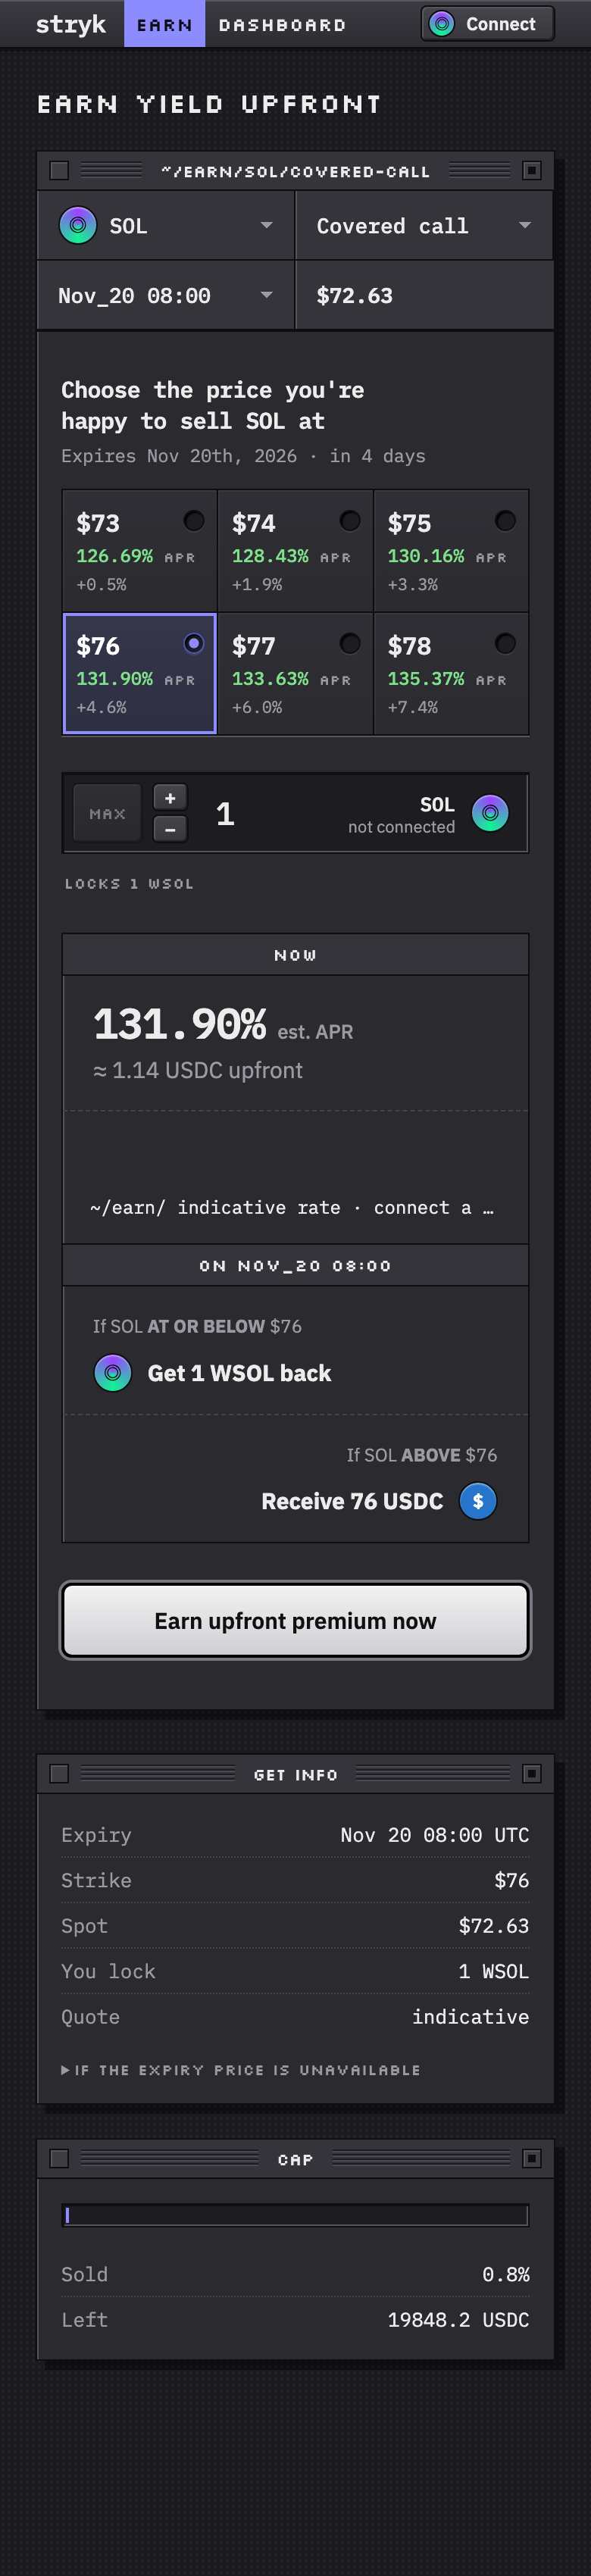 stryk EARN DASHBOARD Connect
EARN YIELD UPFRONT
~/EARN/SOL/COVERED-CALL
SOL Covered call
Nov_20 08:00 $72.63
Choose the price you're
happy to sell SOL at
Expires Nov 20th, 2026 · in 4 days
$73 $74 $75
126.69% APR 128.43% APR 130.16% APR
+0.5% +1.9% +3.3%
$76 $77 $78
131.90% APR 133.63% APR 135.37% APR
+4.6% +6.0% +7.4%
MAX + − 1 SOL
not connected
LOCKS 1 WSOL
NOW
131.90% est. APR
≈ 1.14 USDC upfront
~/earn/ indicative rate · connect a …
ON NOV_20 08:00
If SOL AT OR BELOW $76
Get 1 WSOL back
If SOL ABOVE $76
Receive 76 USDC $
Earn upfront premium now
GET INFO
Expiry Nov 20 08:00 UTC
Strike $76
Spot $72.63
You lock 1 WSOL
Quote indicative
IF THE EXPIRY PRICE IS UNAVAILABLE
CAP
Sold 0.8%
Left 19848.2 USDC